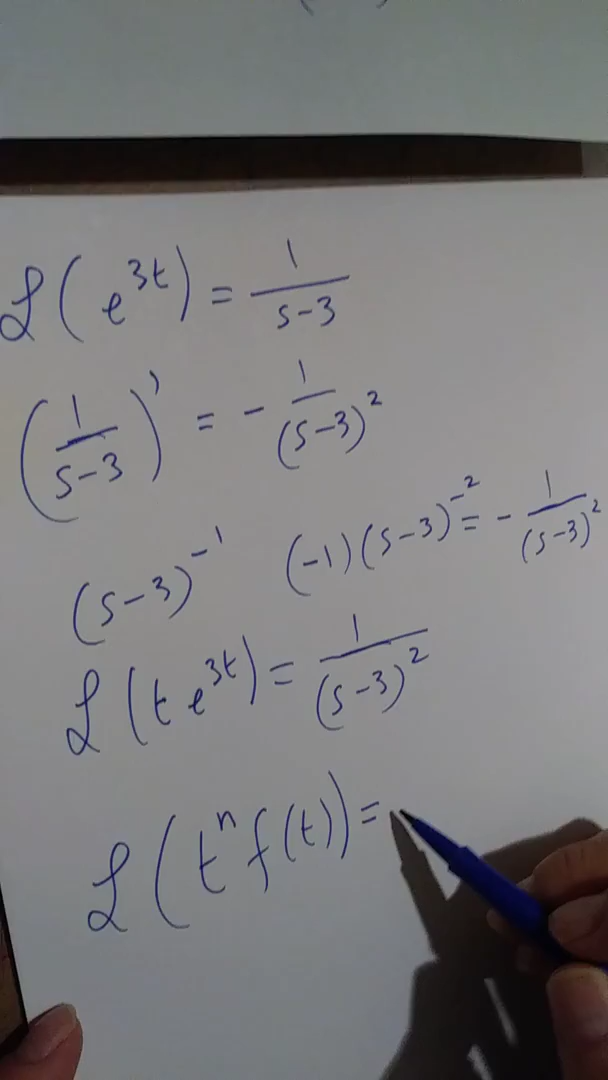 ℒ(e^{3t}) = 1/(s-3)
(1/(s-3))' = - 1/(s-3)^2
(s-3)^{-1} (-1)(s-3)^{-2} = - 1/(s-3)^2
ℒ(t e^{3t}) = 1/(s-3)^2
ℒ(t^n f(t)) =